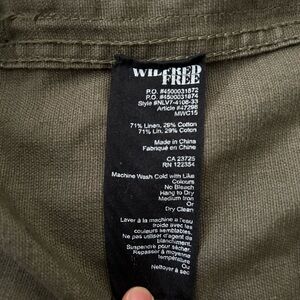 WILFRED
FREE
P.O. #4500031872
P.O. #4500031874
Style #NLV7-4108-33
Article #47298
MWC15
71% Linen, 29% Cotton
71% Lin, 29% Coton
Made in China
Fabriqué en Chine
CA 23725
RN 122354
Machine Wash Cold with Like
Colours
No Bleach
Hang to Dry
Medium Iron
Or
Dry Clean
Laver à la machine à l'eau
froide avec les
couleurs semblables.
Ne pas utiliser d'agent de
blanchiment.
Suspendre pour sécher.
Repasser à moyenne
température
Ou
Nettoyer à sec